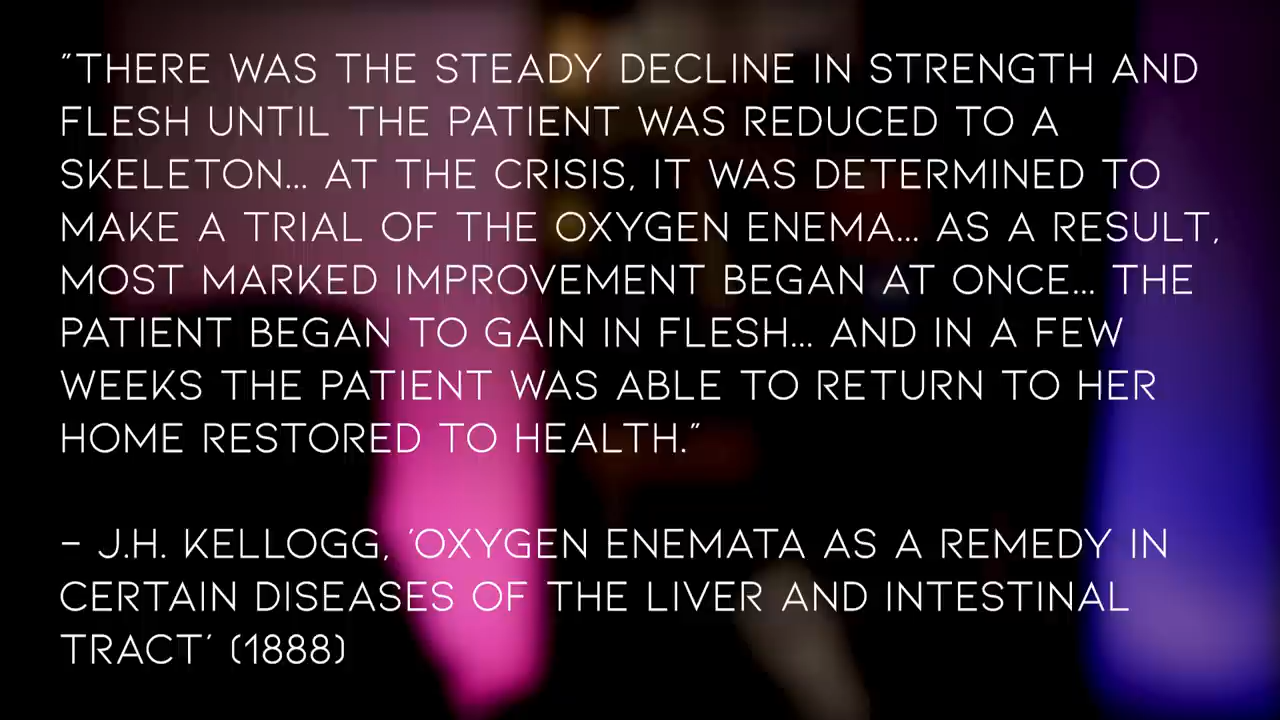 "THERE WAS THE STEADY DECLINE IN STRENGTH AND
FLESH UNTIL THE PATIENT WAS REDUCED TO A
SKELETON... AT THE CRISIS, IT WAS DETERMINED TO
MAKE A TRIAL OF THE OXYGEN ENEMA... AS A RESULT,
MOST MARKED IMPROVEMENT BEGAN AT ONCE... THE
PATIENT BEGAN TO GAIN IN FLESH... AND IN A FEW
WEEKS THE PATIENT WAS ABLE TO RETURN TO HER
HOME RESTORED TO HEALTH."
- J.H. KELLOGG, 'OXYGEN ENEMATA AS A REMEDY IN
CERTAIN DISEASES OF THE LIVER AND INTESTINAL
TRACT' (1888)